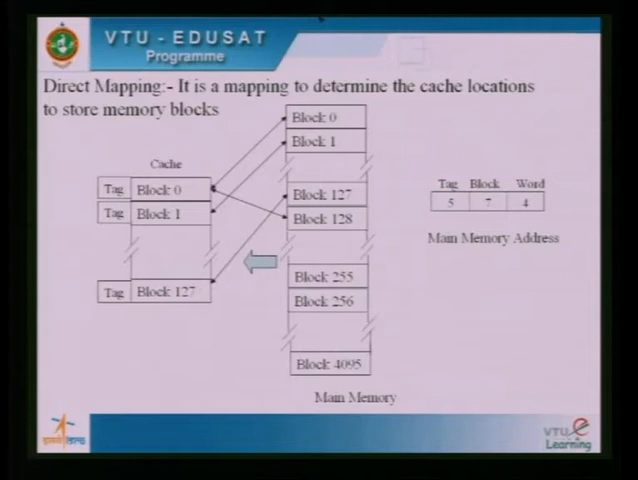 VTU - EDUSAT
Programme
Direct Mapping:- It is a mapping to determine the cache locations
to store memory blocks
Cache
Tag Block 0
Tag Block 1
Tag Block 127
Block 0
Block 1
Block 127
Block 128
Block 255
Block 256
Block 4095
Main Memory
Tag Block Word
5 7 4
Main Memory Address
VTU e
Learning